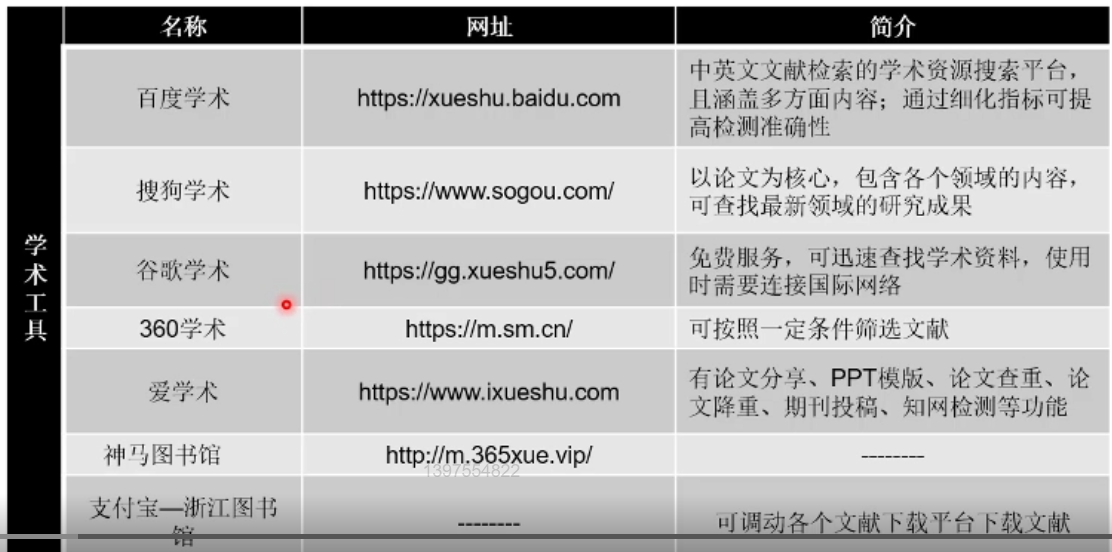 名称 网址 简介
学术工具
百度学术 https://xueshu.baidu.com 中英文文献检索的学术资源搜索平台，
且涵盖多方面内容；通过细化指标可提
高检测准确性
搜狗学术 https://www.sogou.com/ 以论文为核心，包含各个领域的内容，
可查找最新领域的研究成果
谷歌学术 https://gg.xueshu5.com/ 免费服务，可迅速查找学术资料，使用
时需要连接国际网络
360学术 https://m.sm.cn/ 可按照一定条件筛选文献
爱学术 https://www.ixueshu.com 有论文分享、PPT模版、论文查重、论
文降重、期刊投稿、知网检测等功能
神马图书馆 http://m.365xue.vip/ --------
1397554822
支付宝—浙江图书
馆 -------- 可调动各个文献下载平台下载文献